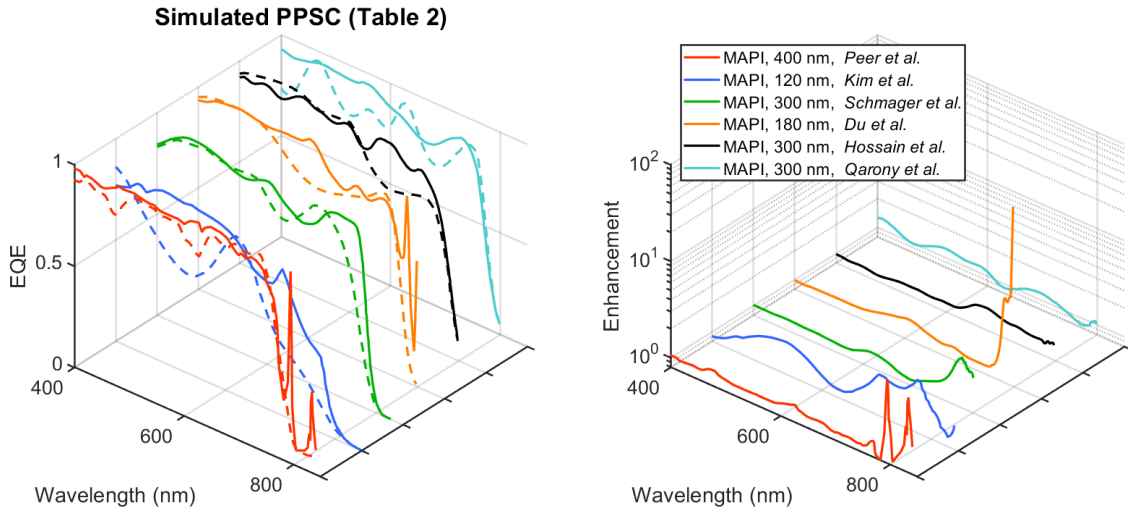 Simulated PPSC (Table 2)
EQE
1
0.5
0
400
600
800
Wavelength (nm)
MAPI, 400 nm, Peer et al.
MAPI, 120 nm, Kim et al.
MAPI, 300 nm, Schmager et al.
MAPI, 180 nm, Du et al.
MAPI, 300 nm, Hossain et al.
MAPI, 300 nm, Qarony et al.
Enhancement
10²
10¹
10⁰
400
600
800
Wavelength (nm)